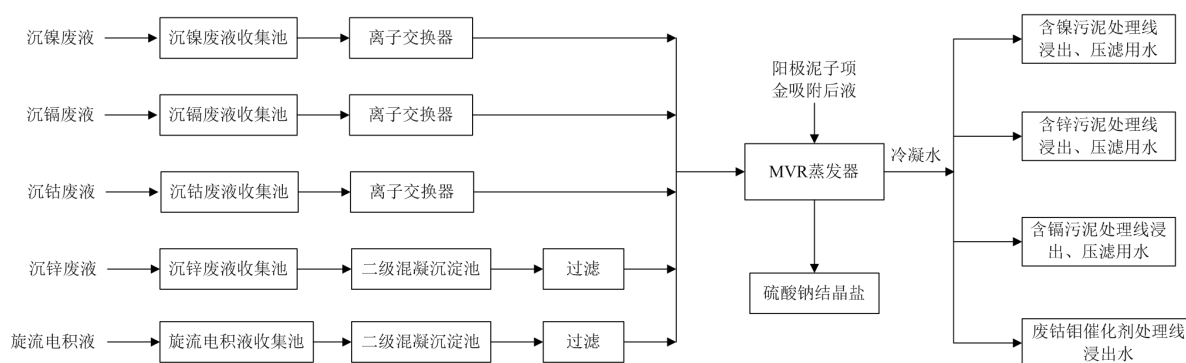 沉镍废液
沉镍废液收集池
离子交换器
沉镉废液
沉镉废液收集池
离子交换器
沉钴废液
沉钴废液收集池
离子交换器
沉锌废液
沉锌废液收集池
二级混凝沉淀池
过滤
旋流电积液
旋流电积液收集池
二级混凝沉淀池
过滤
阳极泥子项
金吸附后液
MVR蒸发器
硫酸钠结晶盐
冷凝水
含镍污泥处理线
浸出、压滤用水
含锌污泥处理线
浸出、压滤用水
含镉污泥处理线浸
出、压滤用水
废钴钼催化剂处理线
浸出水